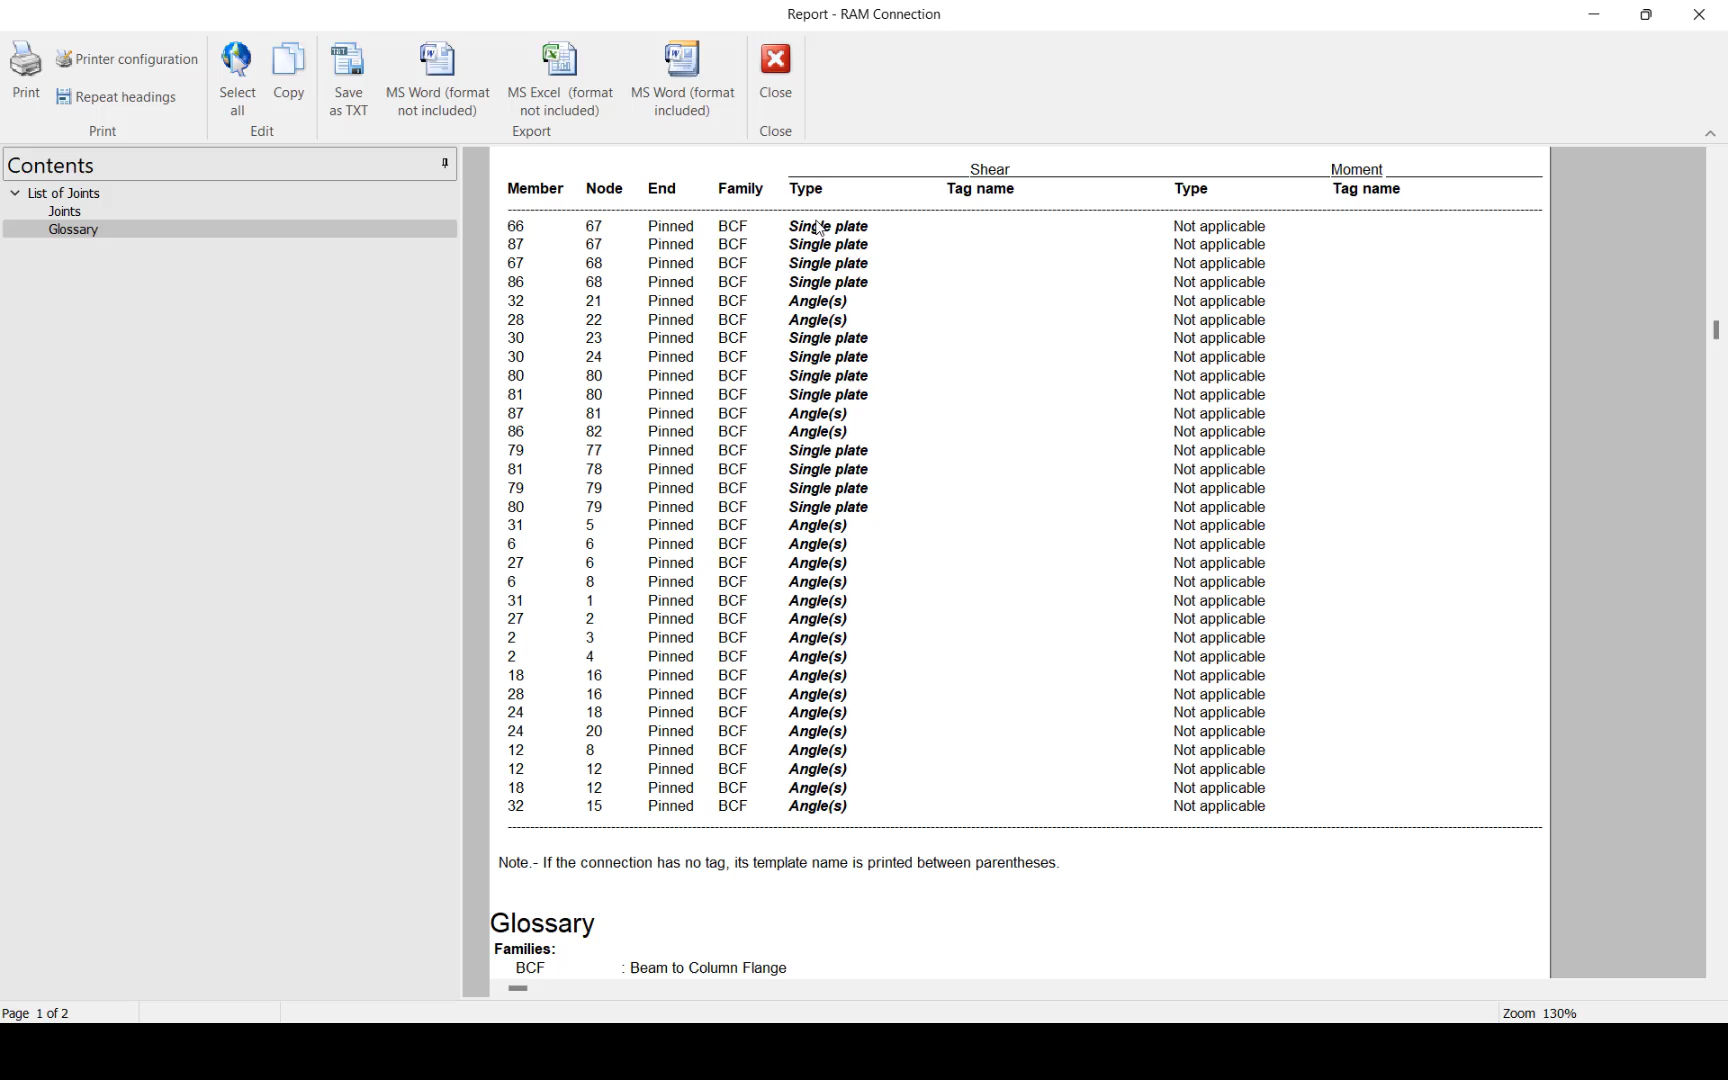 Report - RAM Connection
Print
Printer configuration
Repeat headings
Print
Select all
Copy
Edit
Save as TXT
MS Word (format not included)
MS Excel (format not included)
MS Word (format included)
Export
Close
Close
Contents
List of Joints
Joints
Glossary
Shear Moment
Member Node End Family Type Tag name Type Tag name
66 67 Pinned BCF Single plate Not applicable
87 67 Pinned BCF Single plate Not applicable
67 68 Pinned BCF Single plate Not applicable
86 68 Pinned BCF Single plate Not applicable
32 21 Pinned BCF Angle(s) Not applicable
28 22 Pinned BCF Angle(s) Not applicable
30 23 Pinned BCF Single plate Not applicable
30 24 Pinned BCF Single plate Not applicable
80 80 Pinned BCF Single plate Not applicable
81 80 Pinned BCF Single plate Not applicable
87 81 Pinned BCF Angle(s) Not applicable
86 82 Pinned BCF Angle(s) Not applicable
79 77 Pinned BCF Single plate Not applicable
81 78 Pinned BCF Single plate Not applicable
79 79 Pinned BCF Single plate Not applicable
80 79 Pinned BCF Single plate Not applicable
31 5 Pinned BCF Angle(s) Not applicable
6 6 Pinned BCF Angle(s) Not applicable
27 6 Pinned BCF Angle(s) Not applicable
6 8 Pinned BCF Angle(s) Not applicable
31 1 Pinned BCF Angle(s) Not applicable
27 2 Pinned BCF Angle(s) Not applicable
2 3 Pinned BCF Angle(s) Not applicable
2 4 Pinned BCF Angle(s) Not applicable
18 16 Pinned BCF Angle(s) Not applicable
28 16 Pinned BCF Angle(s) Not applicable
24 18 Pinned BCF Angle(s) Not applicable
24 20 Pinned BCF Angle(s) Not applicable
12 8 Pinned BCF Angle(s) Not applicable
12 12 Pinned BCF Angle(s) Not applicable
18 12 Pinned BCF Angle(s) Not applicable
32 15 Pinned BCF Angle(s) Not applicable
Note.- If the connection has no tag, its template name is printed between parentheses.
Glossary
Families:
BCF : Beam to Column Flange
Page 1 of 2
Zoom 130%